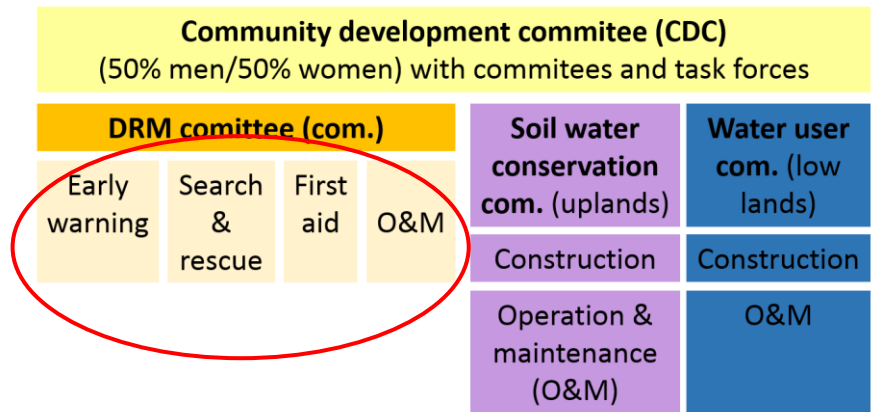 Community development commitee (CDC)
(50% men/50% women) with commitees and task forces
DRM comittee (com.)
Early
warning
Search
&
rescue
First
aid
O&M
Soil water
conservation
com. (uplands)
Construction
Operation &
maintenance
(O&M)
Water user
com. (low
lands)
Construction
O&M